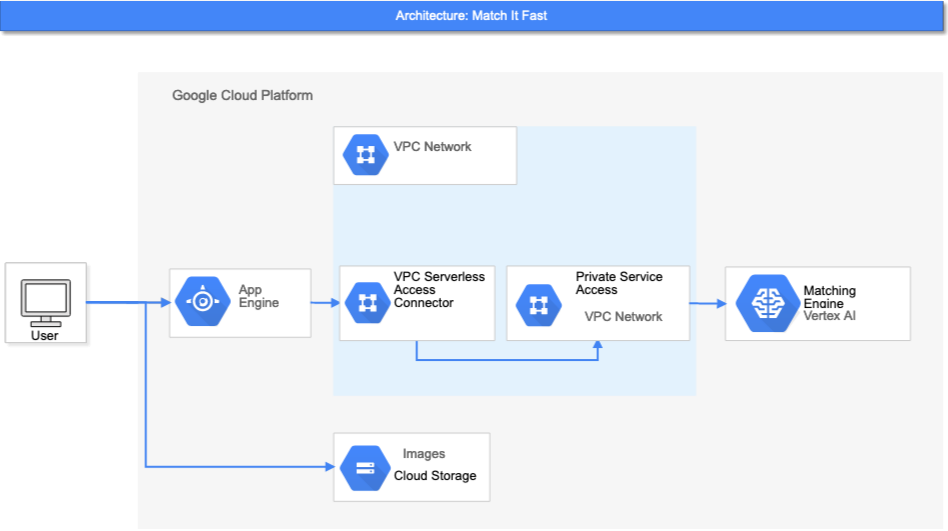 Architecture: Match It Fast
Google Cloud Platform
VPC Network
User
App
Engine
VPC Serverless
Access
Connector
Private Service
Access
VPC Network
Matching
Engine
Vertex AI
Images
Cloud Storage